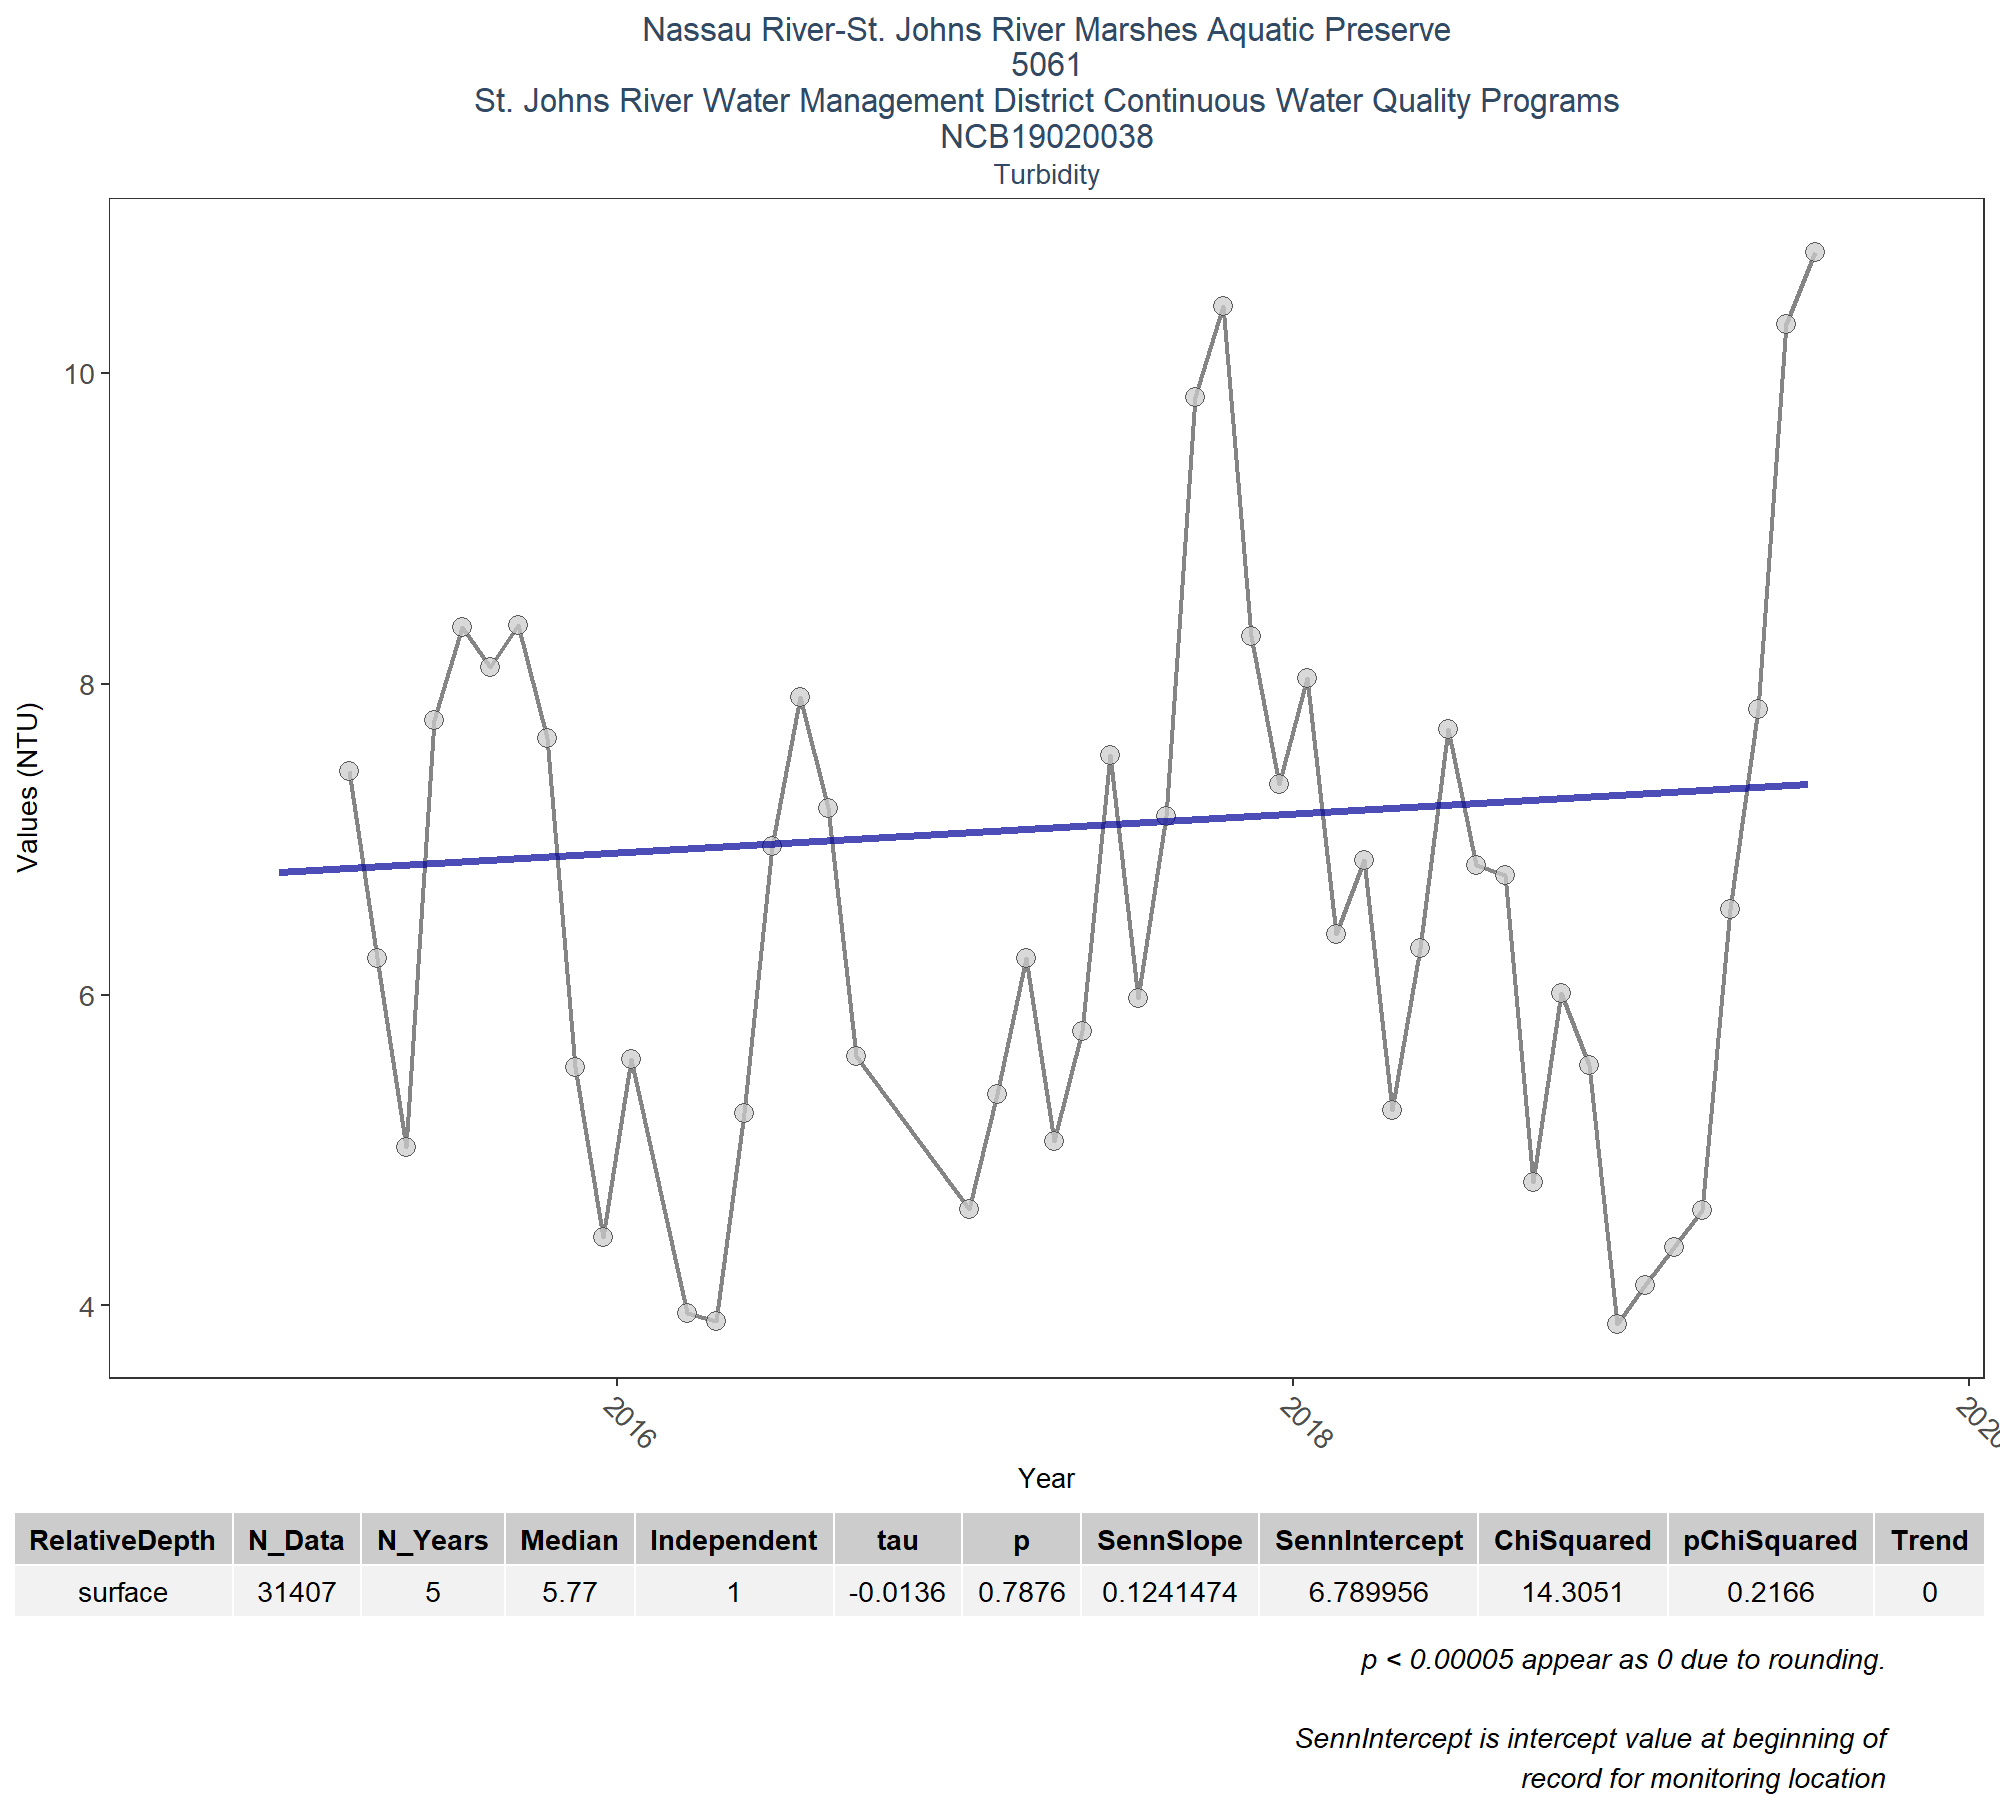 Nassau River-St. Johns River Marshes Aquatic Preserve
5061
St. Johns River Water Management District Continuous Water Quality Programs
NCB19020038
Turbidity
10
8
6
4
Values (NTU)
2016
2018
2020
Year
RelativeDepth N_Data N_Years Median Independent tau p SennSlope SennIntercept ChiSquared pChiSquared Trend
surface 31407 5 5.77 1 -0.0136 0.7876 0.1241474 6.789956 14.3051 0.2166 0
p < 0.00005 appear as 0 due to rounding.
SennIntercept is intercept value at beginning of
record for monitoring location